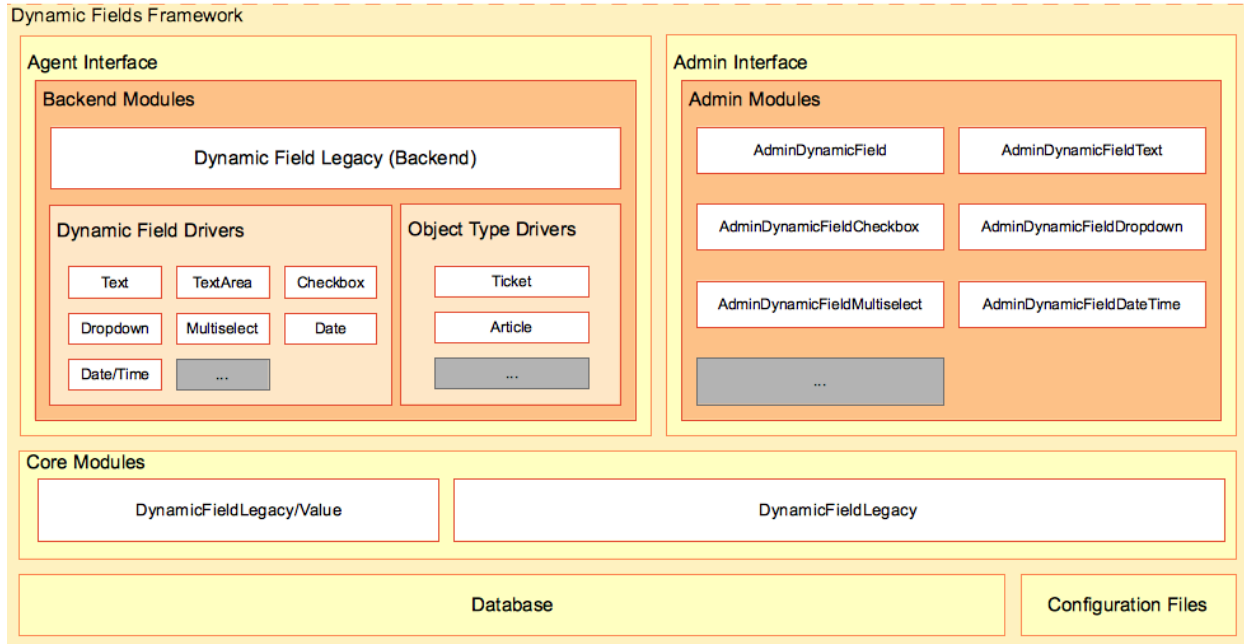 Dynamic Fields Framework
Agent Interface
Backend Modules
Dynamic Field Legacy (Backend)
Dynamic Field Drivers
Text
TextArea
Checkbox
Dropdown
Multiselect
Date
Date/Time
...
Object Type Drivers
Ticket
Article
...
Admin Interface
Admin Modules
AdminDynamicField
AdminDynamicFieldText
AdminDynamicFieldCheckbox
AdminDynamicFieldDropdown
AdminDynamicFieldMultiselect
AdminDynamicFieldDateTime
...
Core Modules
DynamicFieldLegacy/Value
DynamicFieldLegacy
Database
Configuration Files